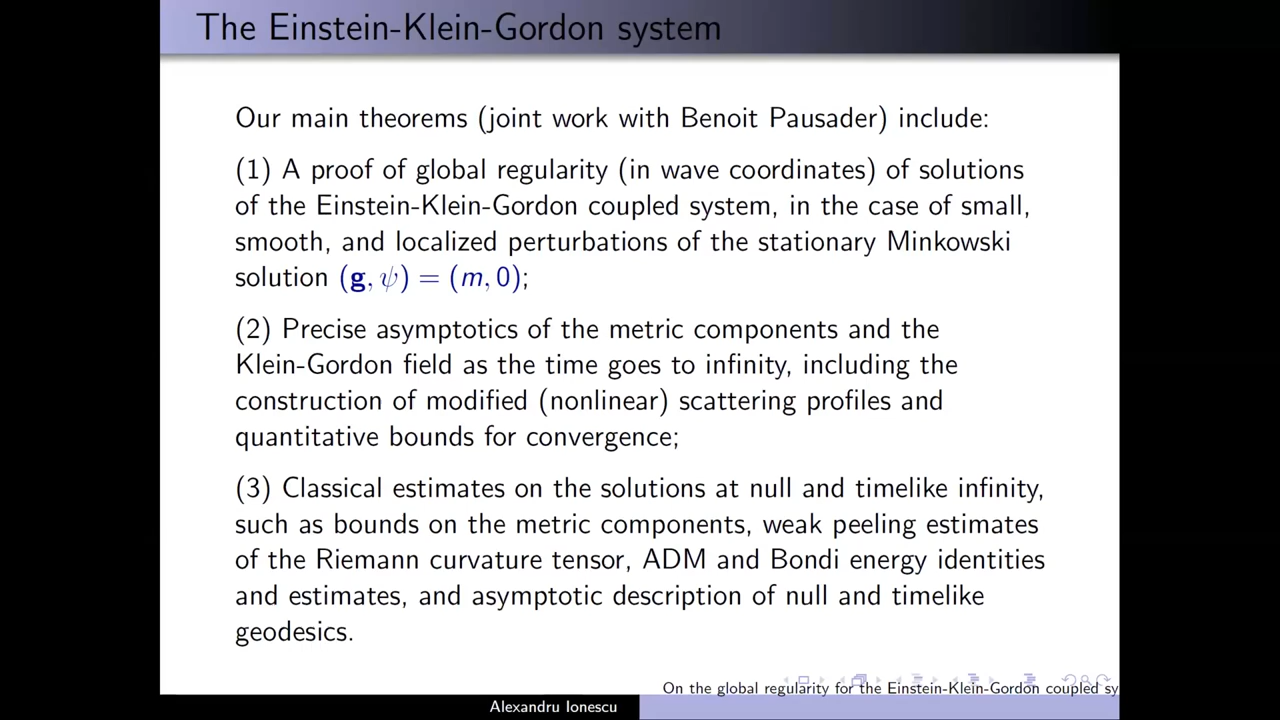 The Einstein-Klein-Gordon system
Our main theorems (joint work with Benoit Pausader) include:
(1) A proof of global regularity (in wave coordinates) of solutions
of the Einstein-Klein-Gordon coupled system, in the case of small,
smooth, and localized perturbations of the stationary Minkowski
solution (g, ψ) = (m, 0);
(2) Precise asymptotics of the metric components and the
Klein-Gordon field as the time goes to infinity, including the
construction of modified (nonlinear) scattering profiles and
quantitative bounds for convergence;
(3) Classical estimates on the solutions at null and timelike infinity,
such as bounds on the metric components, weak peeling estimates
of the Riemann curvature tensor, ADM and Bondi energy identities
and estimates, and asymptotic description of null and timelike
geodesics.
On the global regularity for the Einstein-Klein-Gordon coupled sy
Alexandru Ionescu